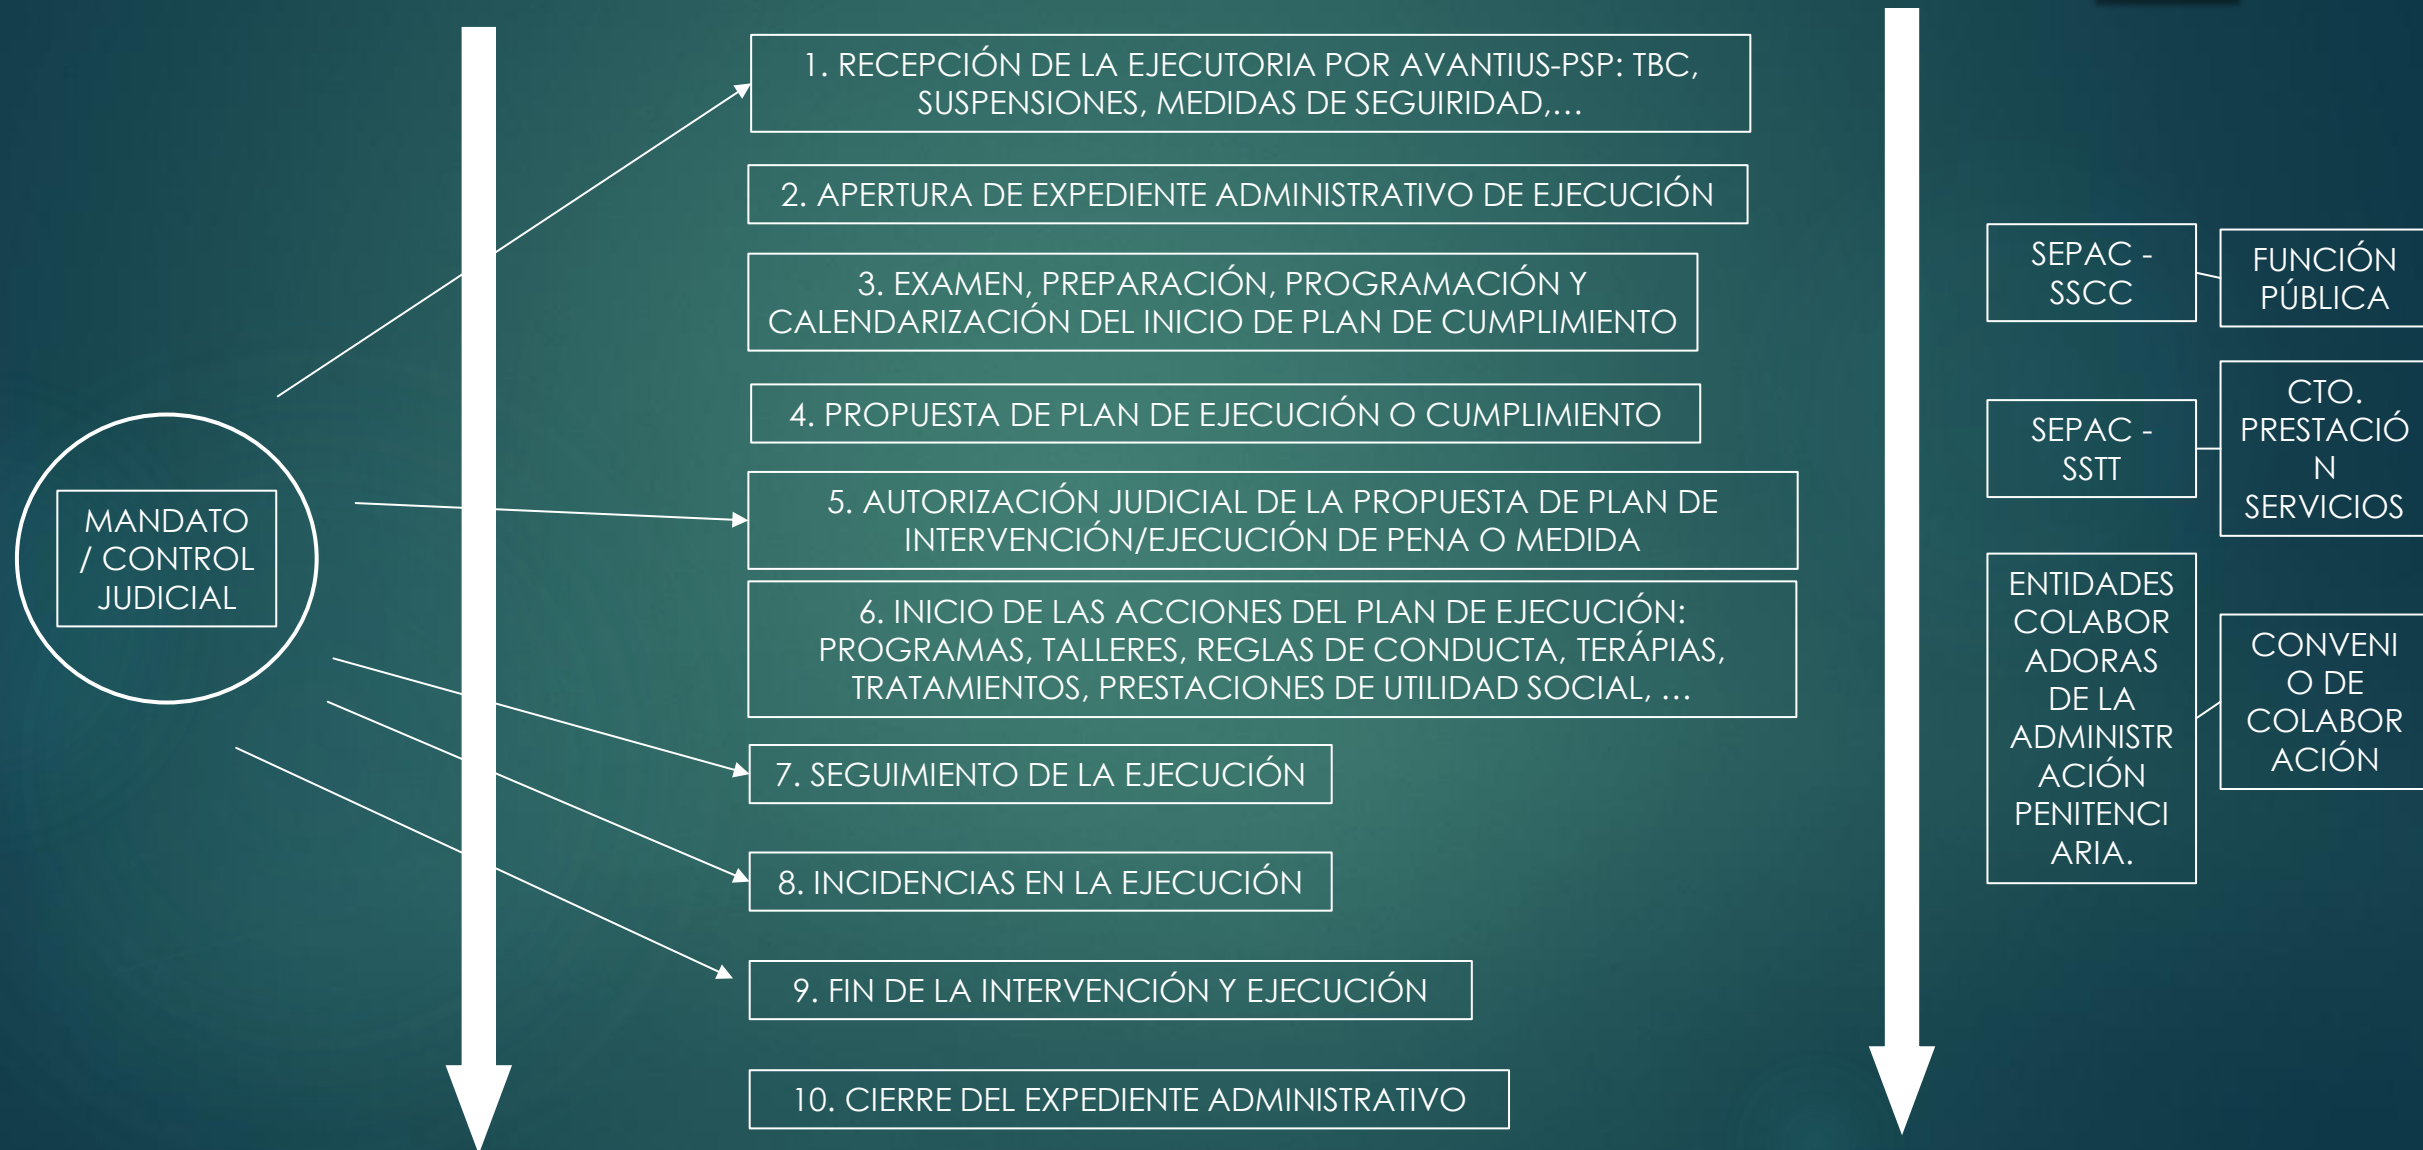 MANDATO
/ CONTROL
JUDICIAL
1. RECEPCIÓN DE LA EJECUTORIA POR AVANTIUS-PSP: TBC,
SUSPENSIONES, MEDIDAS DE SEGUIRIDAD,…
2. APERTURA DE EXPEDIENTE ADMINISTRATIVO DE EJECUCIÓN
3. EXAMEN, PREPARACIÓN, PROGRAMACIÓN Y
CALENDARIZACIÓN DEL INICIO DE PLAN DE CUMPLIMIENTO
4. PROPUESTA DE PLAN DE EJECUCIÓN O CUMPLIMIENTO
5. AUTORIZACIÓN JUDICIAL DE LA PROPUESTA DE PLAN DE
INTERVENCIÓN/EJECUCIÓN DE PENA O MEDIDA
6. INICIO DE LAS ACCIONES DEL PLAN DE EJECUCIÓN:
PROGRAMAS, TALLERES, REGLAS DE CONDUCTA, TERÁPIAS,
TRATAMIENTOS, PRESTACIONES DE UTILIDAD SOCIAL, …
7. SEGUIMIENTO DE LA EJECUCIÓN
8. INCIDENCIAS EN LA EJECUCIÓN
9. FIN DE LA INTERVENCIÓN Y EJECUCIÓN
10. CIERRE DEL EXPEDIENTE ADMINISTRATIVO
SEPAC -
SSCC
FUNCIÓN
PÚBLICA
SEPAC -
SSTT
CTO.
PRESTACIÓ
N
SERVICIOS
ENTIDADES
COLABOR
ADORAS
DE LA
ADMINISTR
ACIÓN
PENITENCI
ARIA.
CONVENI
O DE
COLABOR
ACIÓN